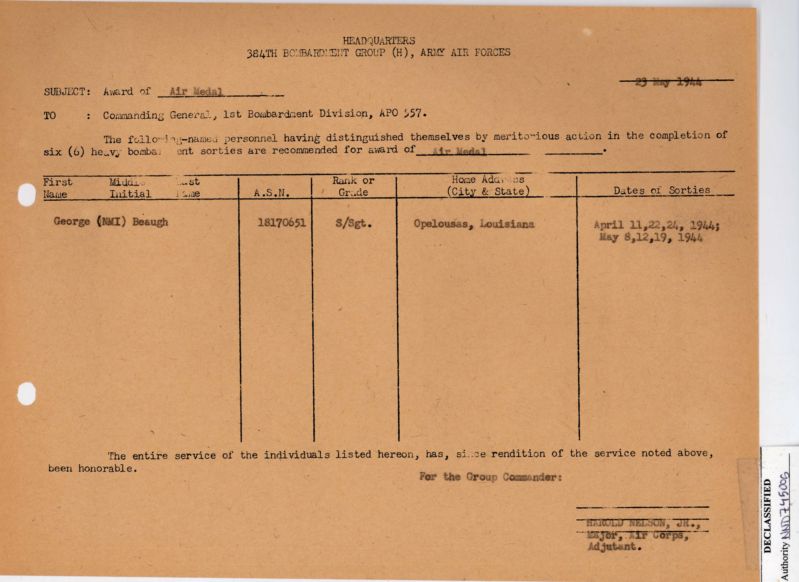 HEADQUARTERS
384TH BOMBARDMENT GROUP (H), ARMY AIR FORCES
23 May 1944
SUBJECT: Award of Air Medal
TO : Commanding General, 1st Bombardment Division, APO 557.
The following-named personnel having distinguished themselves by meritorious action in the completion of
six (6) heavy bombardment sorties are recommended for award of Air Medal .
First Middle Last Rank or Home Address
Name Initial Name A.S.N. Grade (City & State) Dates of Sorties
George (NMI) Beaugh 18170651 S/Sgt. Opelousas, Louisiana April 11,22,24, 1944;
May 8,12,19, 1944
The entire service of the individuals listed hereon, has, since rendition of the service noted above,
been honorable.
For the Group Commander:
HAROLD NELSON, JR.,
Major, Air Corps,
Adjutant.
DECLASSIFIED
Authority NND745005